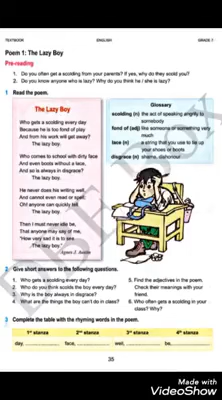 TEXTBOOK ENGLISH GRADE 7
Poem 1: The Lazy Boy
Pre-reading
1. Do you often get a scolding from your parents? If yes, why do they scold you?
2. Do you know anyone who is lazy? Why do you think he / she is lazy?
1 Read the poem.
The Lazy Boy
Who gets a scolding every day
Because he is too fond of play
And from his work will get away?
The lazy boy.
Who comes to school with dirty face
And even boots without a lace,
And so is always in disgrace?
The lazy boy.
He never does his writing well,
And cannot even read or spell;
Oh! anyone can quickly tell
The lazy boy.
Then I must never idle be,
That anyone may say of me,
"How very sad it is to see
The lazy boy."
Glossary
scolding (n) the act of speaking angrily to
somebody
fond of (adj) like someone or something very
much
lace (n) a string that you use to tie up
your shoes or boots
disgrace (n) shame, dishonour
2 Give short answers to the following questions.
1. Who gets a scolding every day?
2. Who do you think scolds the boy every day?
3. Why is the boy always in disgrace?
4. What are the things the boy can't do in class?
5. Find the adjectives in the poem.
Check their meanings with your
friend.
6. Who often gets a scolding in your
class? Why?
3 Complete the table with the rhyming words in the poem.
1st stanza 2nd stanza 3rd stanza 4th stanza
day, face, well, be,
35
Made with
VideoShow